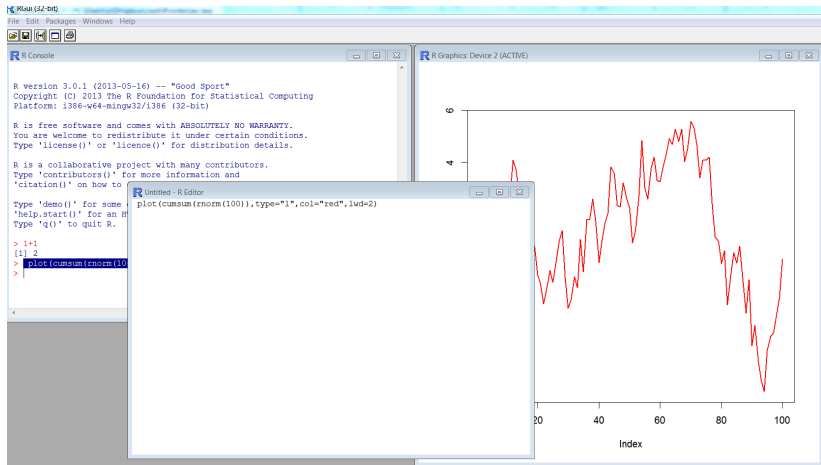 RGui (32-bit)
File Edit Packages Windows Help
R Console
R version 3.0.1 (2013-05-16) -- "Good Sport"
Copyright (C) 2013 The R Foundation for Statistical Computing
Platform: i386-w64-mingw32/i386 (32-bit)
R is free software and comes with ABSOLUTELY NO WARRANTY.
You are welcome to redistribute it under certain conditions.
Type 'license()' or 'licence()' for distribution details.
R is a collaborative project with many contributors.
Type 'contributors()' for more information and
'citation()' on how to
Type 'demo()' for some
'help.start()' for an
Type 'q()' to quit R.
> 1+1
[1] 2
> plot(cumsum(rnorm(10
>
Untitled - R Editor
plot(cumsum(rnorm(100)),type="l",col="red",lwd=2)
R Graphics: Device 2 (ACTIVE)
6
4
20 40 60 80 100
Index